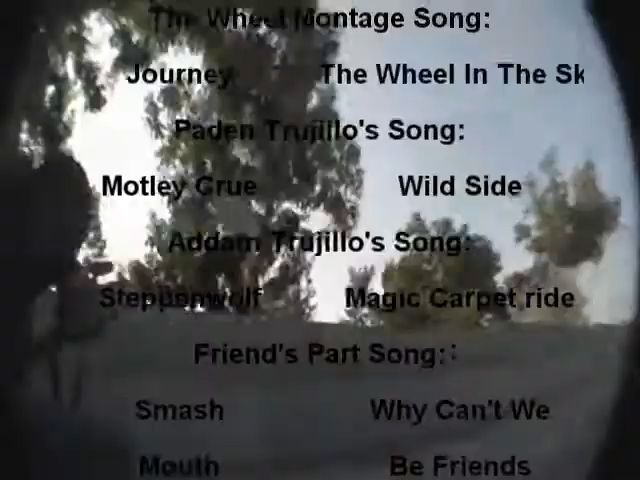 The Wheel Montage Song:
Journey The Wheel In The Sk
Paden Trujillo's Song:
Motley Crue Wild Side
Addam Trujillo's Song:
Steppenwolf Magic Carpet ride
Friend's Part Song::
Smash Why Can't We
Mouth Be Friends